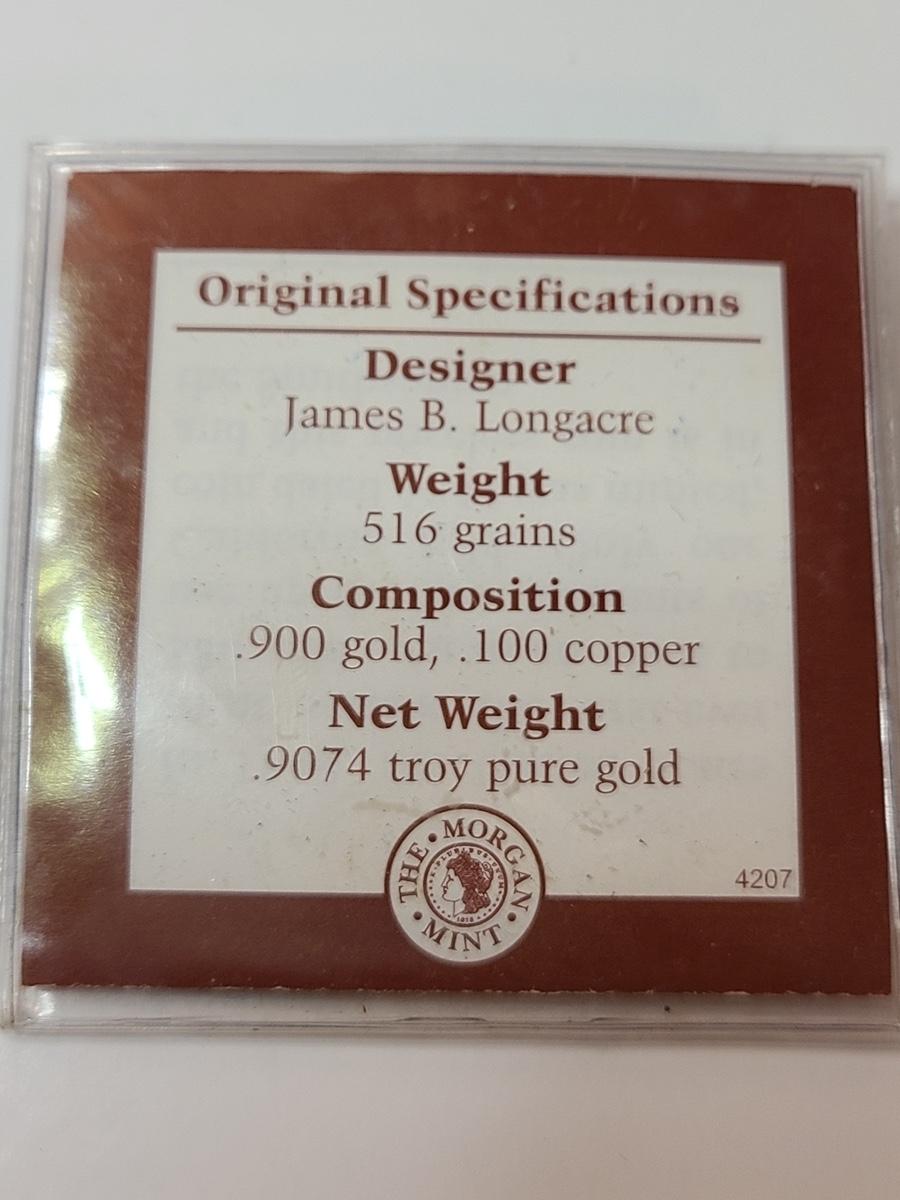 Original Specifications
Designer
James B. Longacre
Weight
516 grains
Composition
.900 gold, .100 copper
Net Weight
.9074 troy pure gold
THE • MORGAN • MINT •
4207